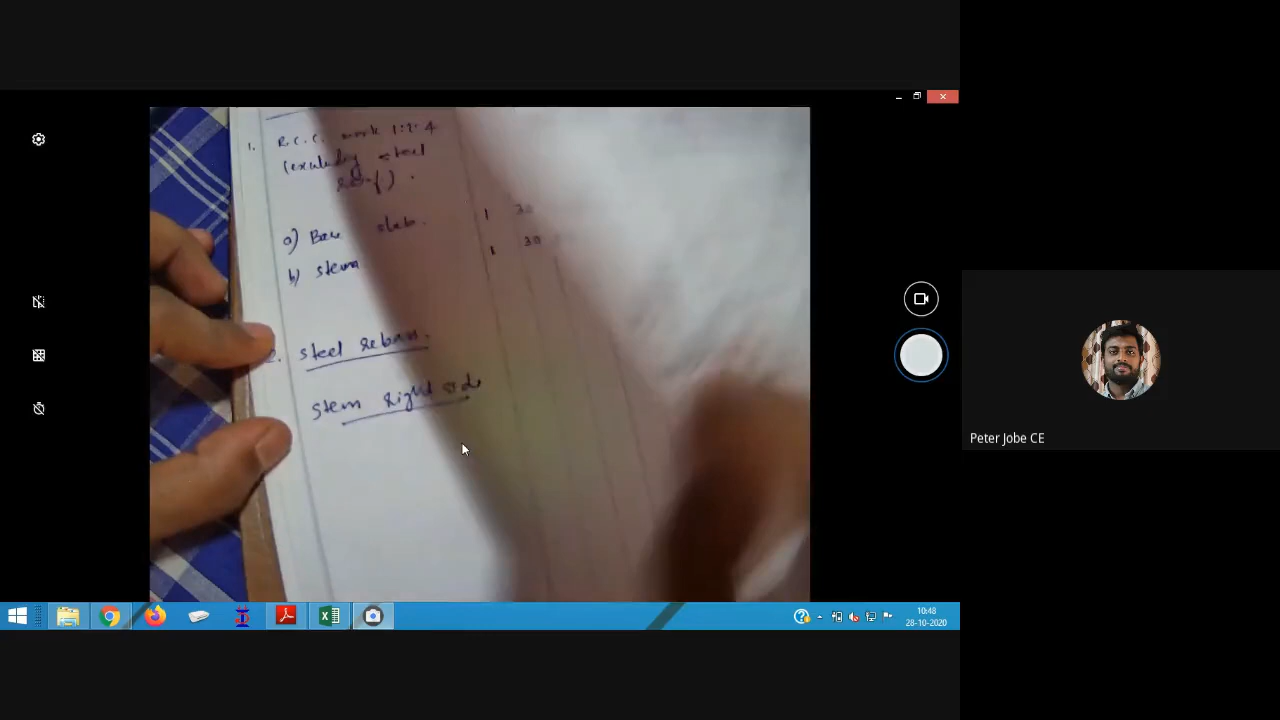 1. R.C.C. work 1:2:4
(excluding steel
reinf).
a) Base slab. 1 30
b) stem 1 30
2. steel rebars.
stem right side
Peter Jobe CE
10:48
28-10-2020